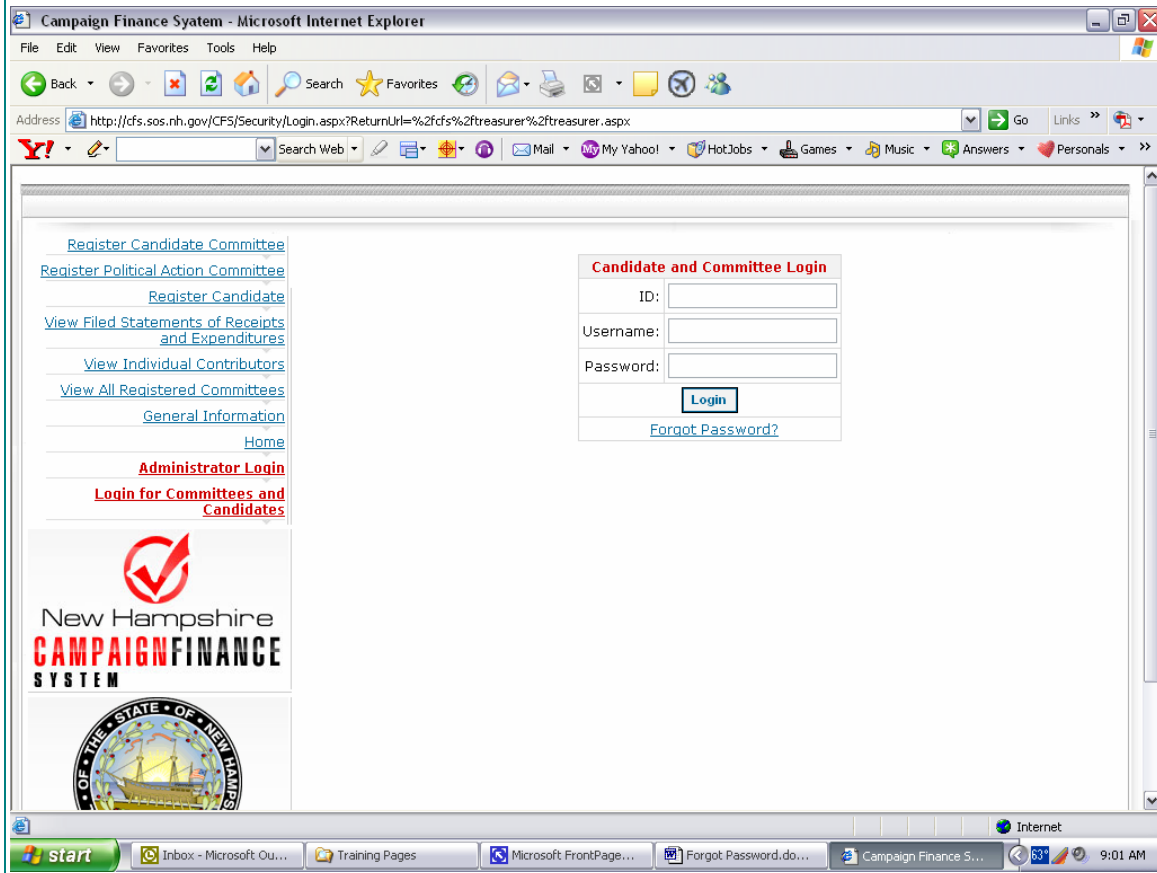 Campaign Finance Syatem - Microsoft Internet Explorer
File Edit View Favorites Tools Help
Back Search Favorites
Address http://cfs.sos.nh.gov/CFS/Security/Login.aspx?ReturnUrl=%2fcfs%2ftreasurer%2ftreasurer.aspx Go Links »
Y! Search Web Mail My My Yahoo! HotJobs Games Music Answers Personals »
Register Candidate Committee
Register Political Action Committee
Register Candidate
View Filed Statements of Receipts
and Expenditures
View Individual Contributors
View All Registered Committees
General Information
Home
Administrator Login
Login for Committees and
Candidates
Candidate and Committee Login
ID:
Username:
Password:
Login
Forgot Password?
New Hampshire
CAMPAIGNFINANCE
SYSTEM
OF • THE • STATE • OF • NEW HAMPS
Internet
start Inbox - Microsoft Ou... Training Pages Microsoft FrontPage... Forgot Password.do... Campaign Finance S... 63° 9:01 AM